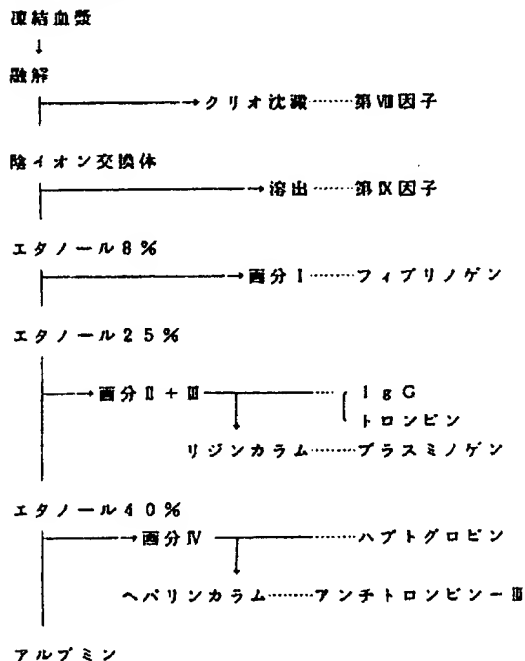 凍結血漿
↓
融解
→クリオ沈澱……第Ⅷ因子
陰イオン交換体
→溶出……第Ⅸ因子
エタノール8%
→画分Ⅰ……フィブリノゲン
エタノール25%
→画分Ⅱ+Ⅲ……IgG
トロンビン
リジンカラム……プラスミノゲン
エタノール40%
→画分Ⅳ……ハプトグロビン
ヘパリンカラム……アンチトロンビン-Ⅲ
アルブミン